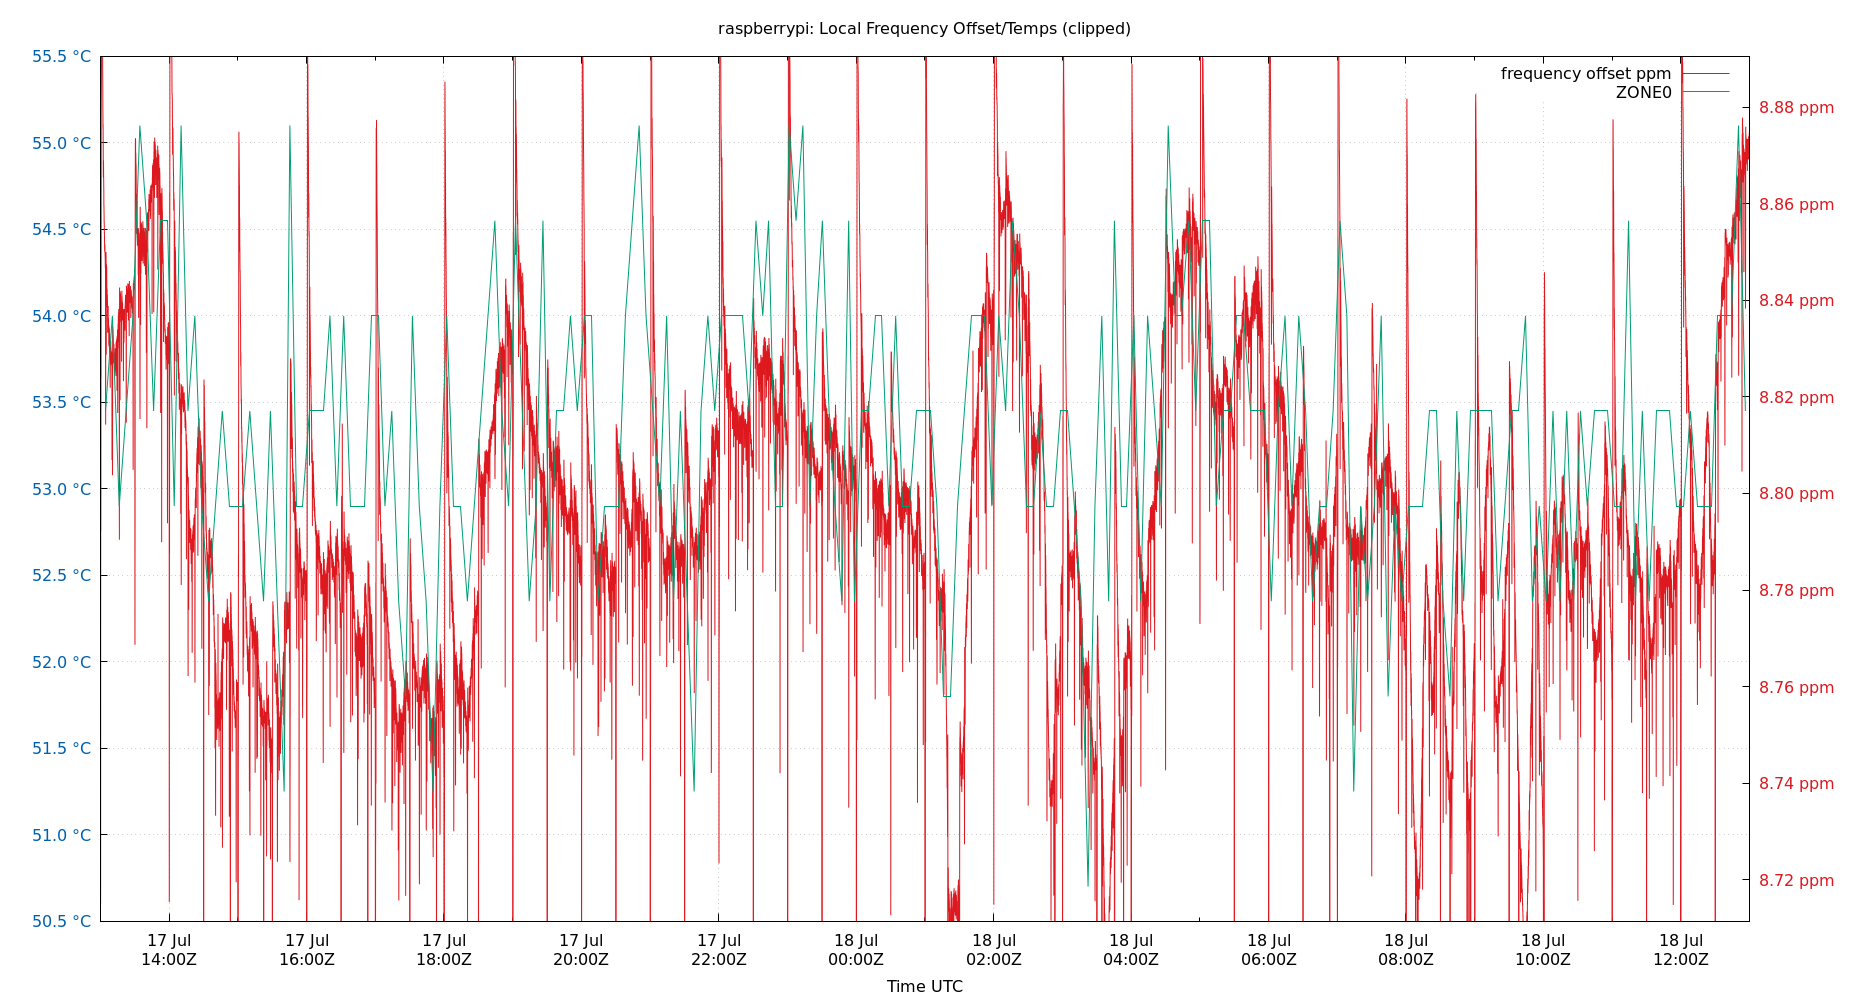 raspberrypi: Local Frequency Offset/Temps (clipped)
frequency offset ppm
ZONE0
55.5 °C
55.0 °C
54.5 °C
54.0 °C
53.5 °C
53.0 °C
52.5 °C
52.0 °C
51.5 °C
51.0 °C
50.5 °C
8.88 ppm
8.86 ppm
8.84 ppm
8.82 ppm
8.80 ppm
8.78 ppm
8.76 ppm
8.74 ppm
8.72 ppm
17 Jul
14:00Z
17 Jul
16:00Z
17 Jul
18:00Z
17 Jul
20:00Z
17 Jul
22:00Z
18 Jul
00:00Z
18 Jul
02:00Z
18 Jul
04:00Z
18 Jul
06:00Z
18 Jul
08:00Z
18 Jul
10:00Z
18 Jul
12:00Z
Time UTC